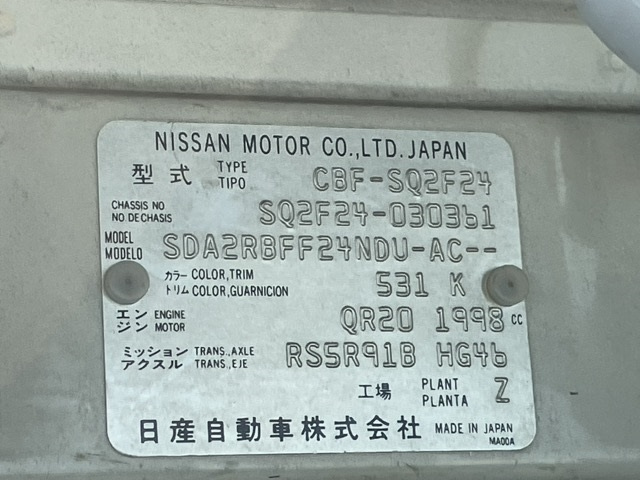 NISSAN MOTOR CO.,LTD. JAPAN
型式 TYPE TIPO CBF-SQ2F24
CHASSIS NO NO DE CHASIS SQ2F24-030361
MODEL MODELO SDA2RBFF24NDU-AC--
カラー COLOR,TRIM トリム COLOR,GUARNICION 531 K
エンジン ENGINE MOTOR QR20 1998 cc
ミッション TRANS.,AXLE アクスル TRANS.,EJE RS5R91B HG46
工場 PLANT PLANTA Z
日産自動車株式会社 MADE IN JAPAN
MA00A